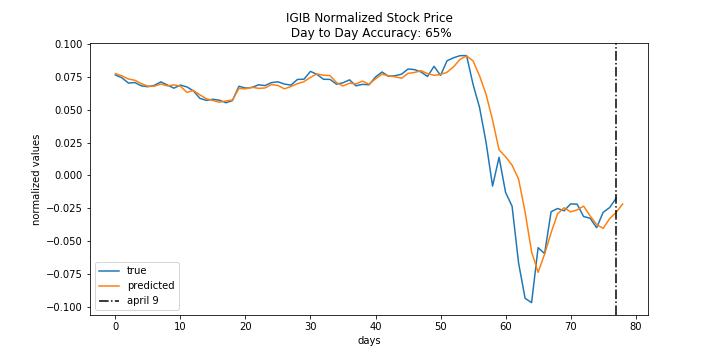 IGIB Normalized Stock Price
Day to Day Accuracy: 65%
normalized values
0.100
0.075
0.050
0.025
0.000
−0.025
−0.050
−0.075
−0.100
true
predicted
april 9
0 10 20 30 40 50 60 70 80
days